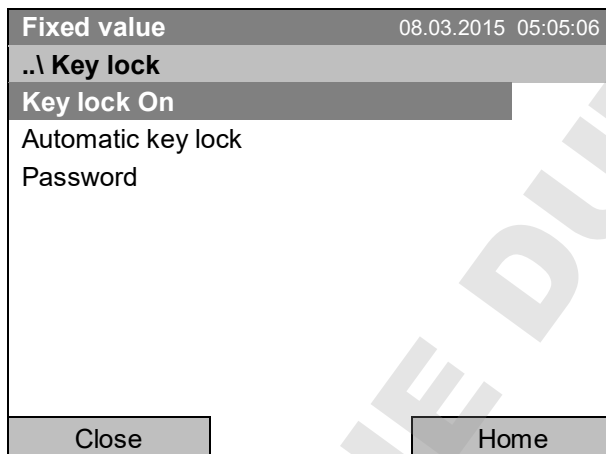 Fixed value 08.03.2015 05:05:06
..\ Key lock
Key lock On
Automatic key lock
Password
Close Home